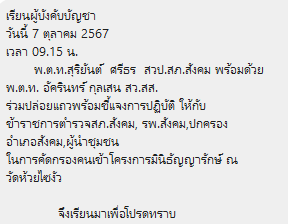 เรียนผู้บังคับบัญชา
วันนี้ 7 ตุลาคม 2567
เวลา 09.15 น.
พ.ต.ท.สุริยันต์ ศรีธร สวป.สภ.สังคม พร้อมด้วย
พ.ต.ท. อัครินทร์ กุลเสน สว.สส.
ร่วมปล่อยแถวพร้อมชี้แจงการปฏิบัติ ให้กับ
ข้าราชการตำรวจสภ.สังคม, รพ.สังคม,ปกครอง
อำเภอสังคม,ผู้นำชุมชน
ในการคัดกรองคนเข้าโครงการมินิธัญญารักษ์ ณ
วัดห้วยไซงัว
จึงเรียนมาเพื่อโปรดทราบ